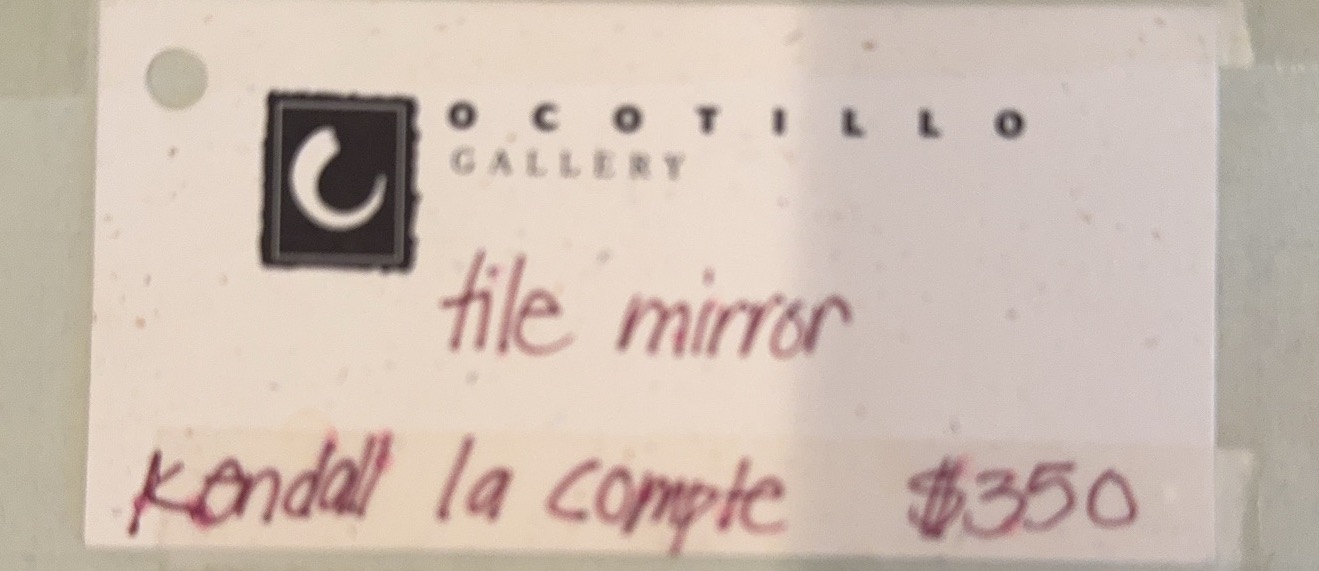 OCOTILLO
GALLERY
tile mirror
Kendall la compte $350